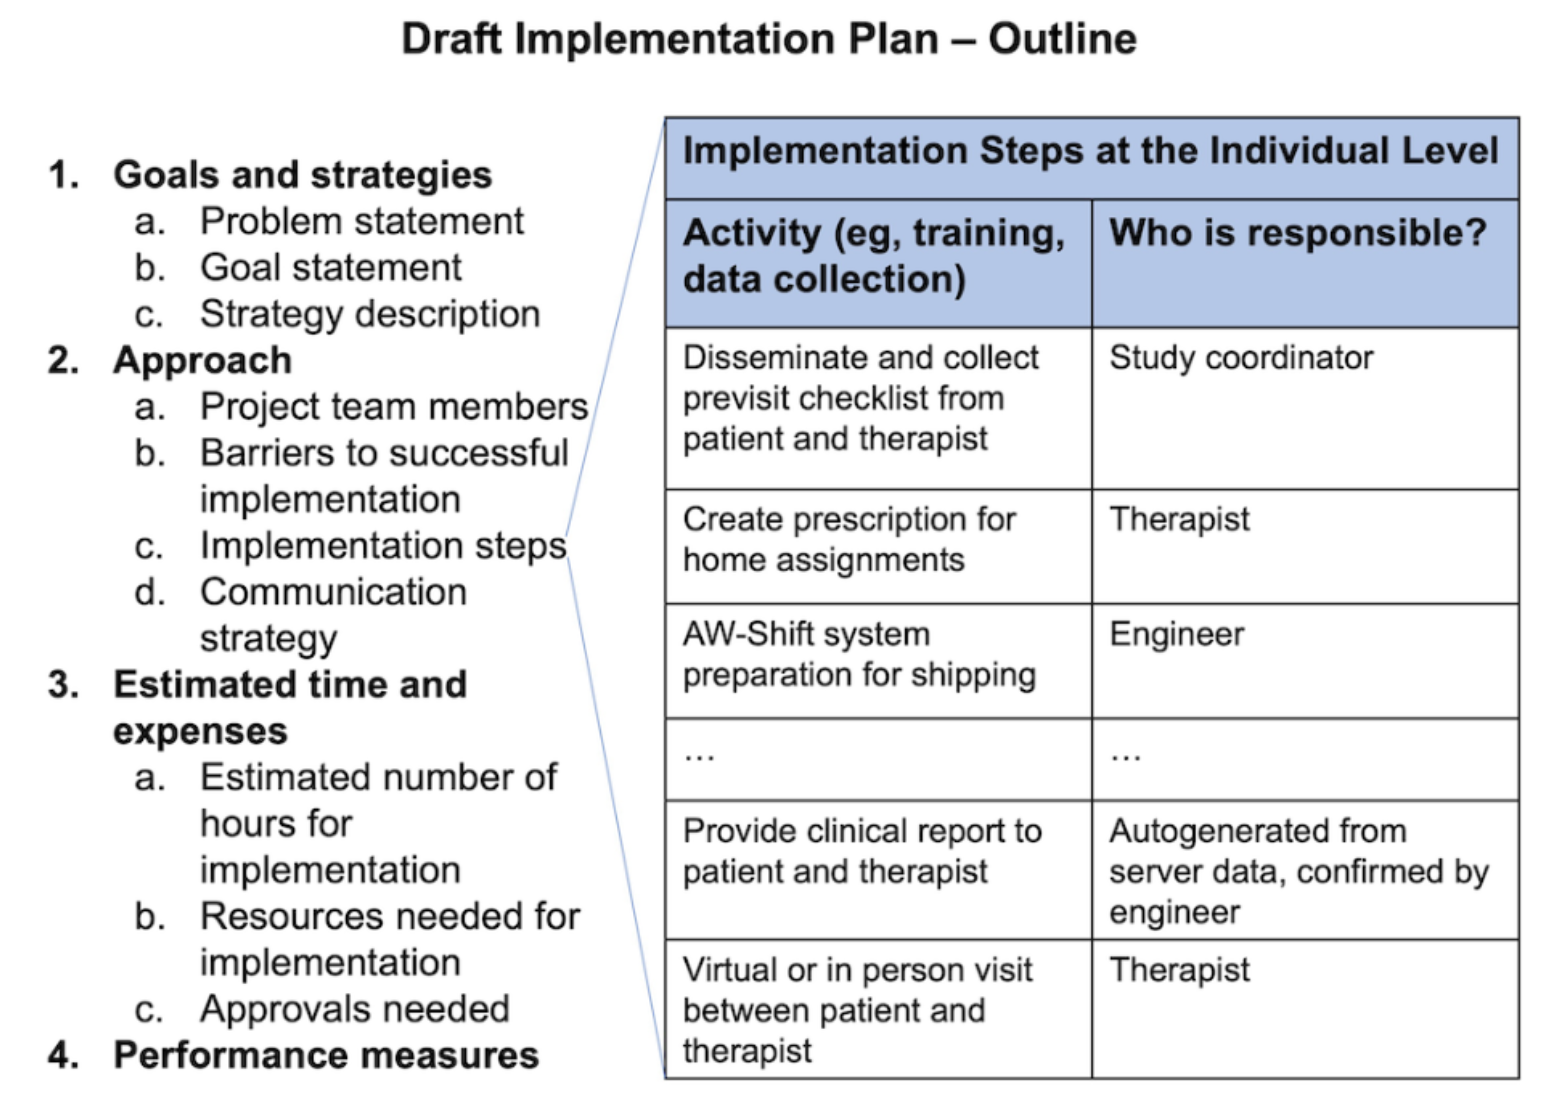 Draft Implementation Plan – Outline
1. Goals and strategies
a. Problem statement
b. Goal statement
c. Strategy description
2. Approach
a. Project team members
b. Barriers to successful
implementation
c. Implementation steps
d. Communication
strategy
3. Estimated time and
expenses
a. Estimated number of
hours for
implementation
b. Resources needed for
implementation
c. Approvals needed
4. Performance measures
Implementation Steps at the Individual Level
Activity (eg, training,
data collection)
Who is responsible?
Disseminate and collect
previsit checklist from
patient and therapist
Study coordinator
Create prescription for
home assignments
Therapist
AW-Shift system
preparation for shipping
Engineer
…
…
Provide clinical report to
patient and therapist
Autogenerated from
server data, confirmed by
engineer
Virtual or in person visit
between patient and
therapist
Therapist